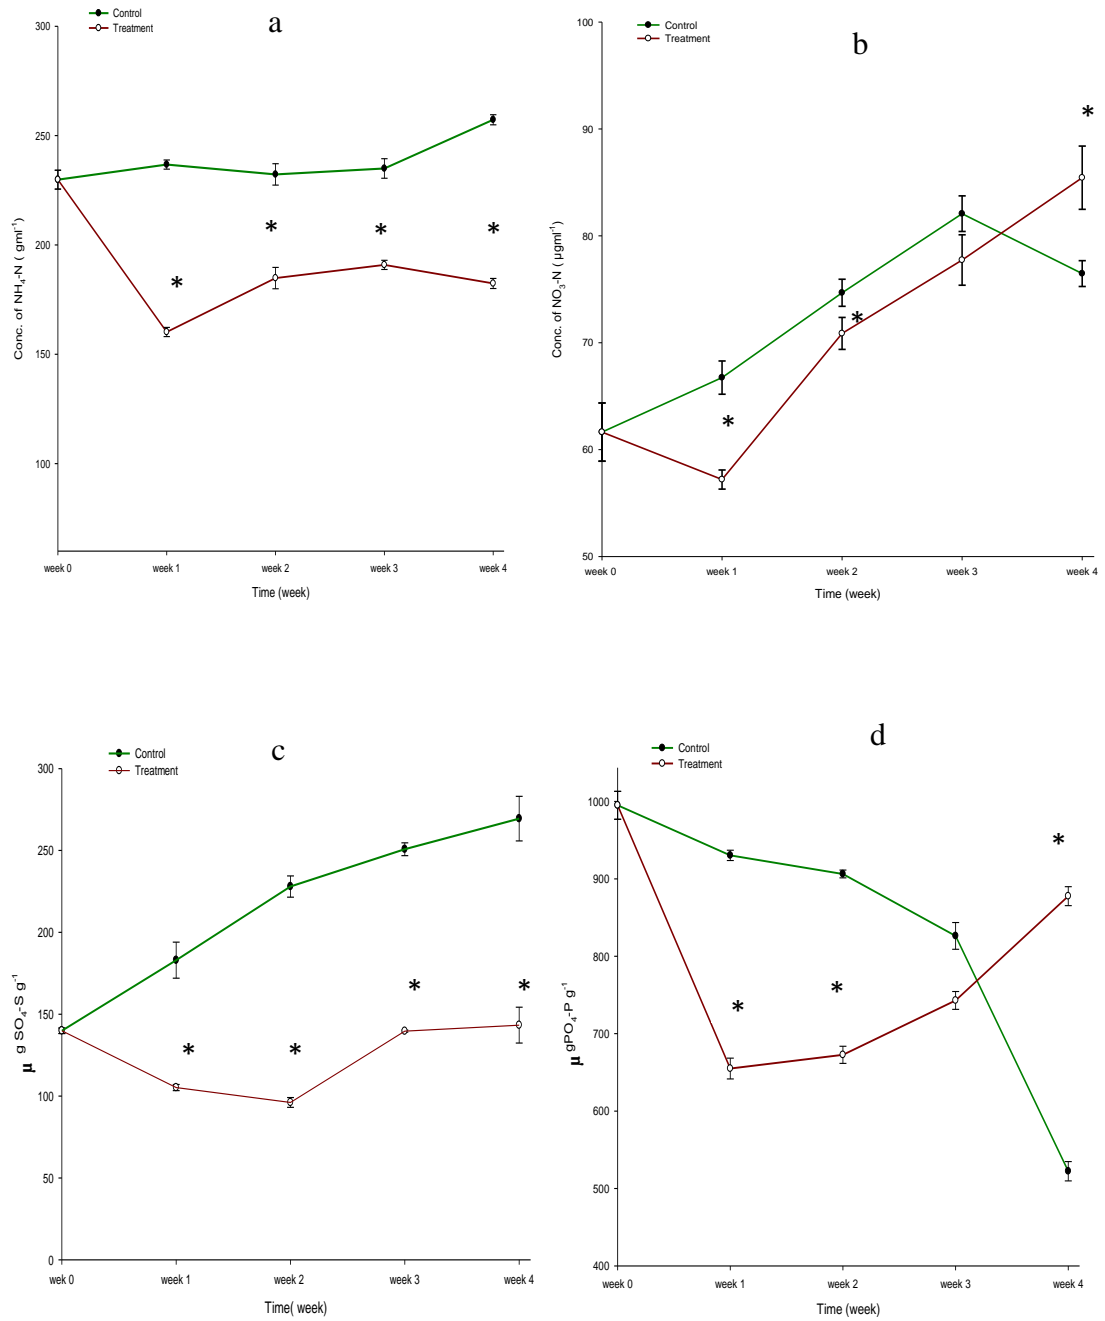 a
Control
Treatment
300
250
200
150
100
Conc. of NH₄-N ( gml⁻¹)
*
*
*
*
week 0
week 1
week 2
week 3
week 4
Time (week)
b
Control
Treatment
100
80
80
70
60
50
Conc. of NO₃-N ( µgml⁻¹)
*
*
*
week 0
week 1
week 2
week 3
week 4
Time (week)
c
Control
Treatment
300
250
200
150
100
50
0
µ g SO₄-S g⁻¹
*
*
*
*
week 0
week 1
week 2
week 3
week 4
Time( week)
d
Control
Treatment
1000
900
800
700
600
500
400
µ gPO₄-P g⁻¹
*
*
*
week 0
week 1
week 2
week 3
week 4
Time (week)